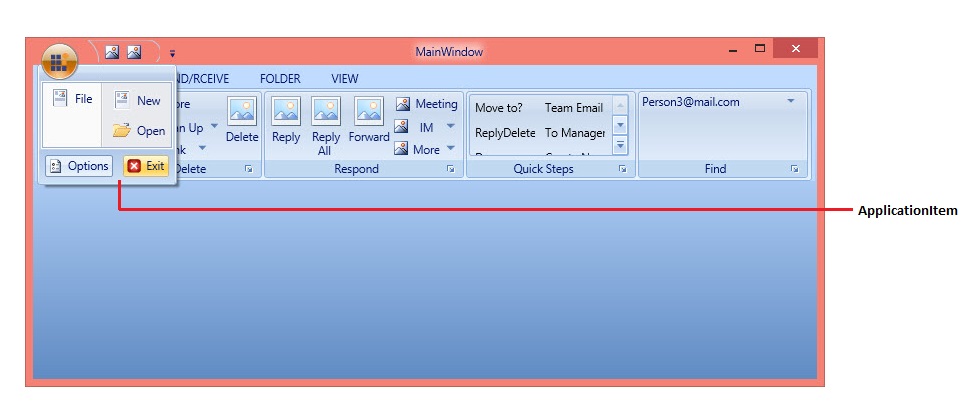 MainWindow
ND/RCEIVE FOLDER VIEW
File
New
Open
Options
Exit
ore
an Up
nk
Delete
Delete
Reply
Reply
All
Forward
Meeting
IM
More
Respond
Move to? Team Email
ReplyDelete To Manager
Quick Steps
Person3@mail.com
Find
ApplicationItem